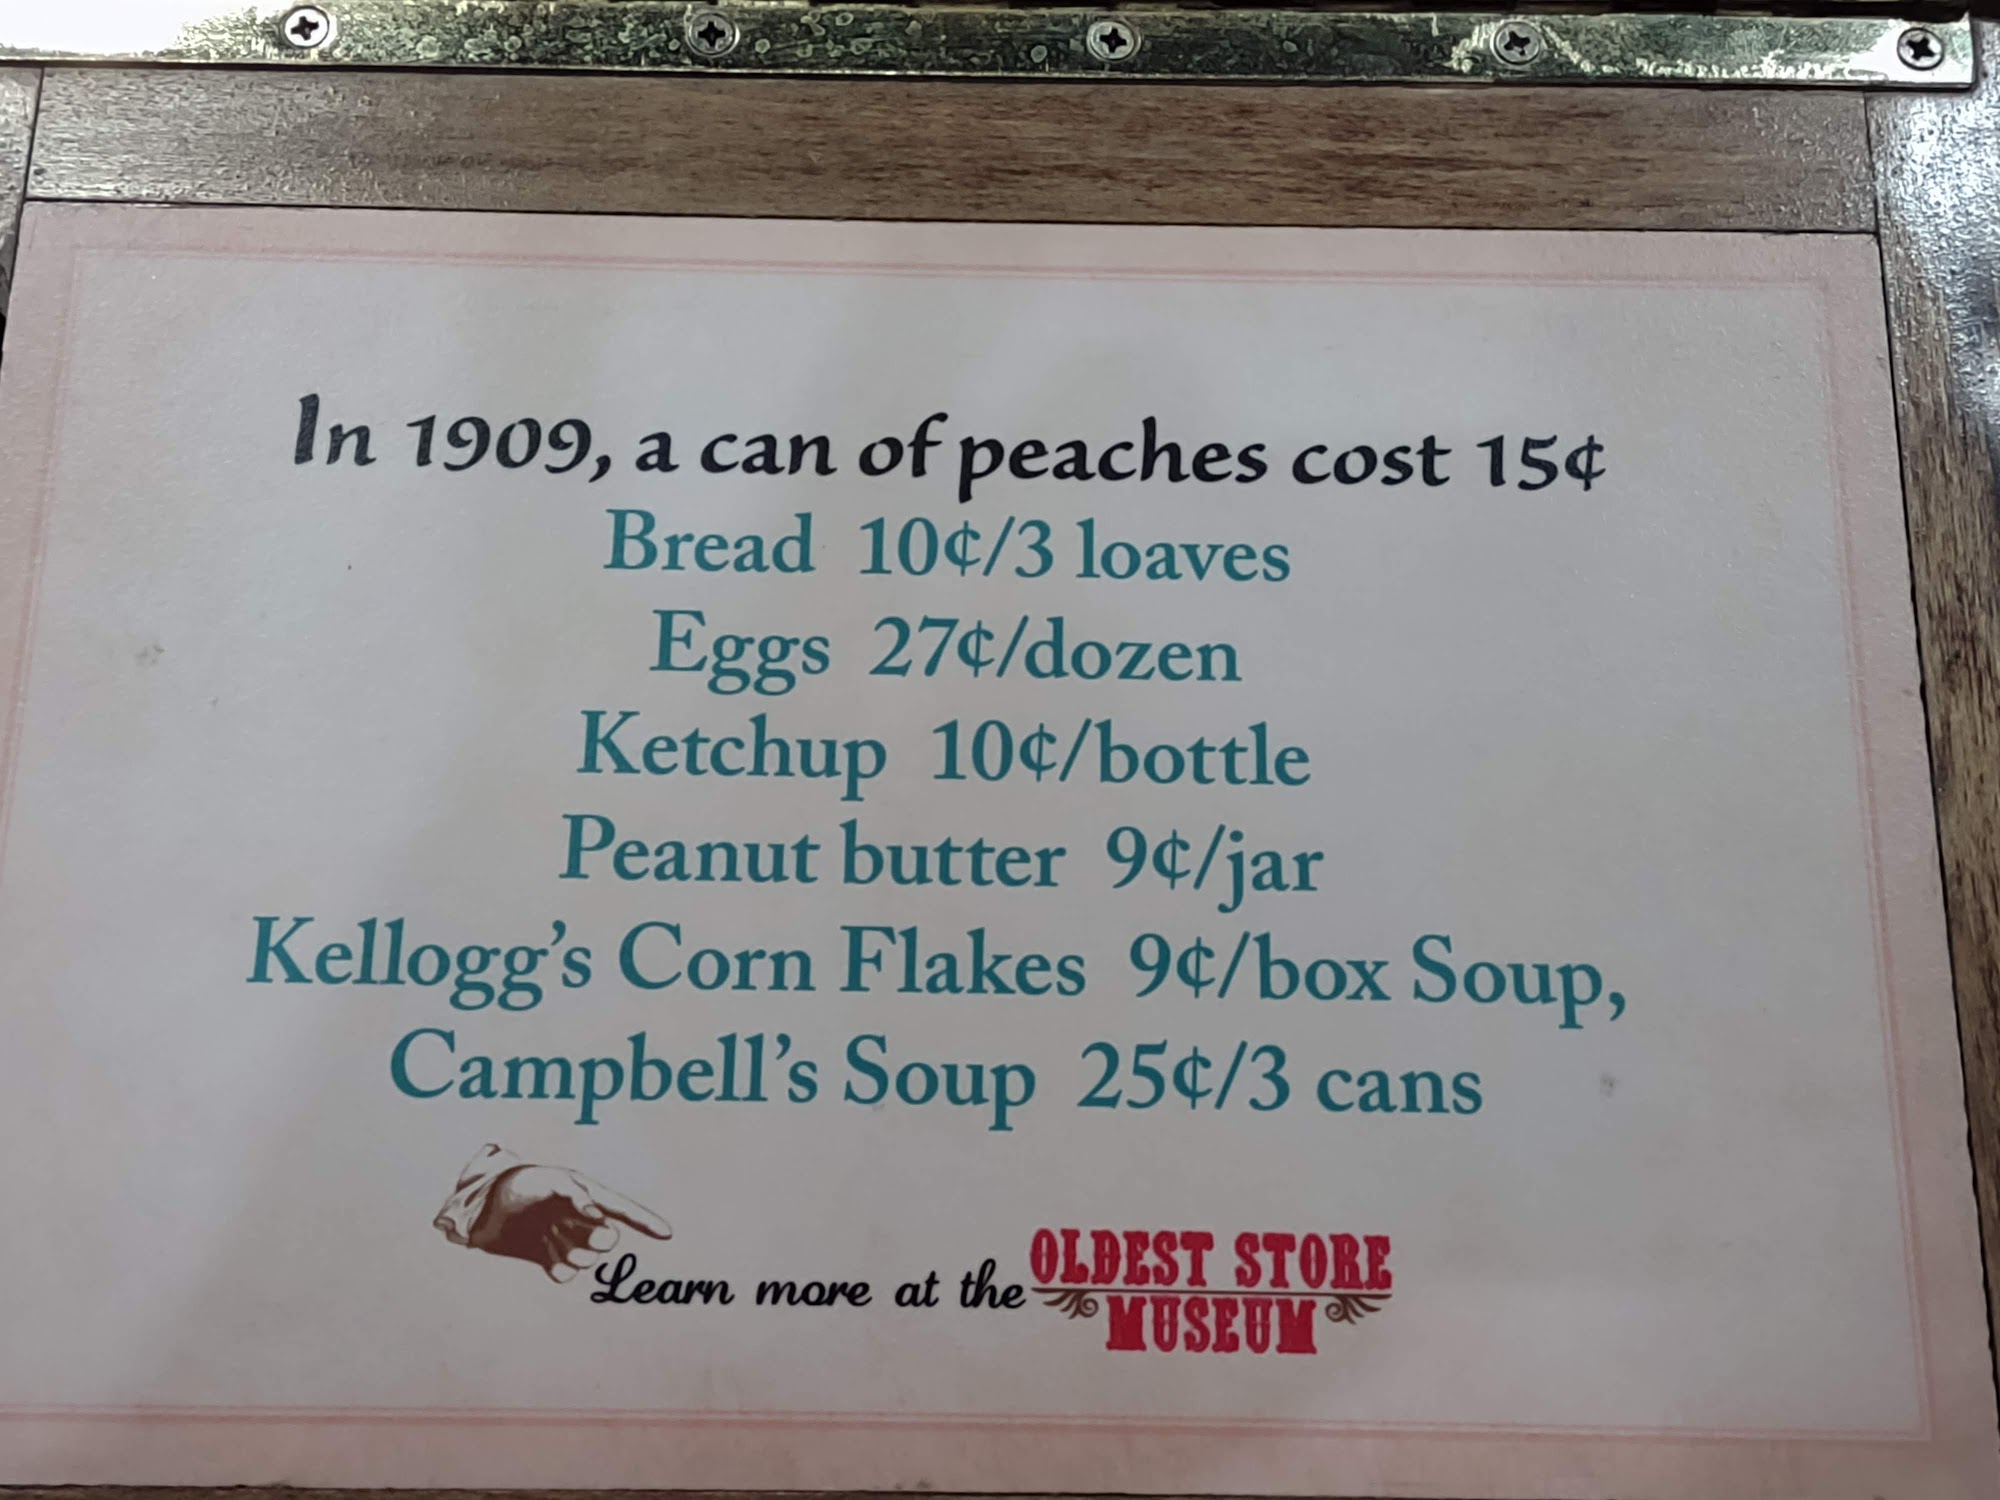 In 1909, a can of peaches cost 15¢
Bread 10¢/3 loaves
Eggs 27¢/dozen
Ketchup 10¢/bottle
Peanut butter 9¢/jar
Kellogg's Corn Flakes 9¢/box Soup,
Campbell's Soup 25¢/3 cans
Learn more at the OLDEST STORE
MUSEUM